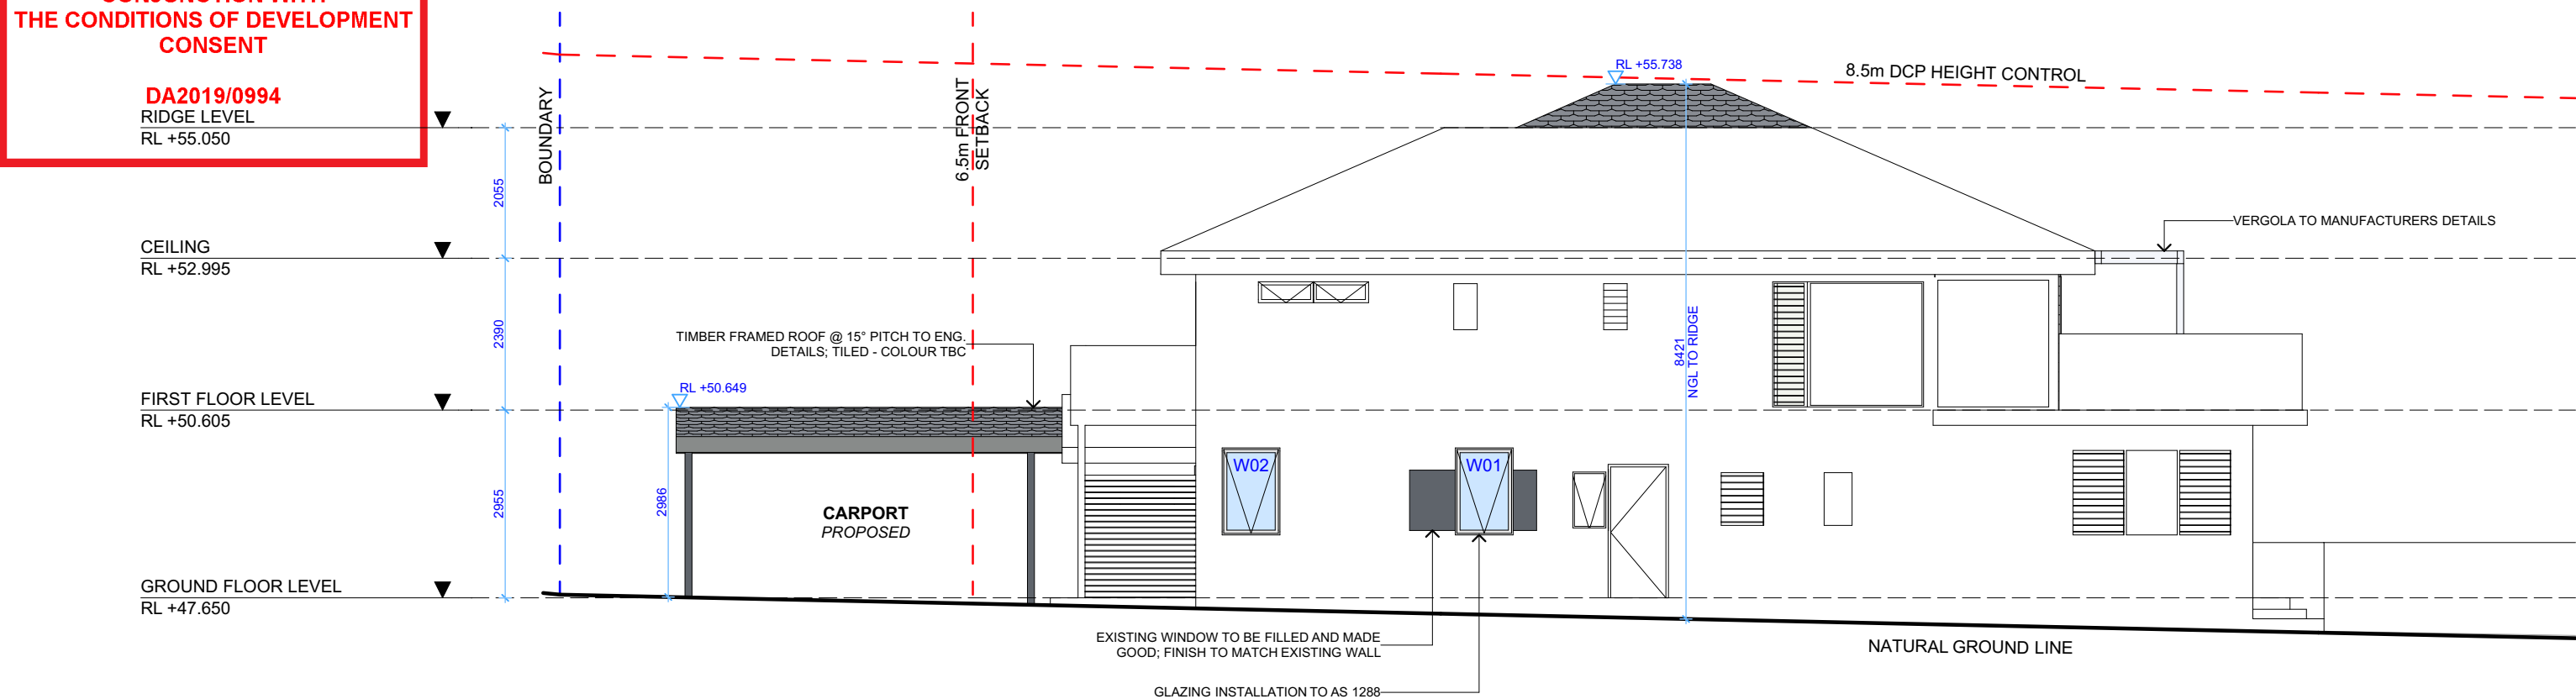 CONJUNCTION WITH
THE CONDITIONS OF DEVELOPMENT
CONSENT
DA2019/0994
RIDGE LEVEL
RL +55.050
CEILING
RL +52.995
FIRST FLOOR LEVEL
RL +50.605
GROUND FLOOR LEVEL
RL +47.650
2055
2390
2955
BOUNDARY
6.5m FRONT
SETBACK
RL +55.738
8.5m DCP HEIGHT CONTROL
VERGOLA TO MANUFACTURERS DETAILS
TIMBER FRAMED ROOF @ 15° PITCH TO ENG.
DETAILS; TILED - COLOUR TBC
RL +50.649
2986
CARPORT
PROPOSED
8421
NGL TO RIDGE
W02
W01
EXISTING WINDOW TO BE FILLED AND MADE
GOOD; FINISH TO MATCH EXISTING WALL
GLAZING INSTALLATION TO AS 1288
NATURAL GROUND LINE